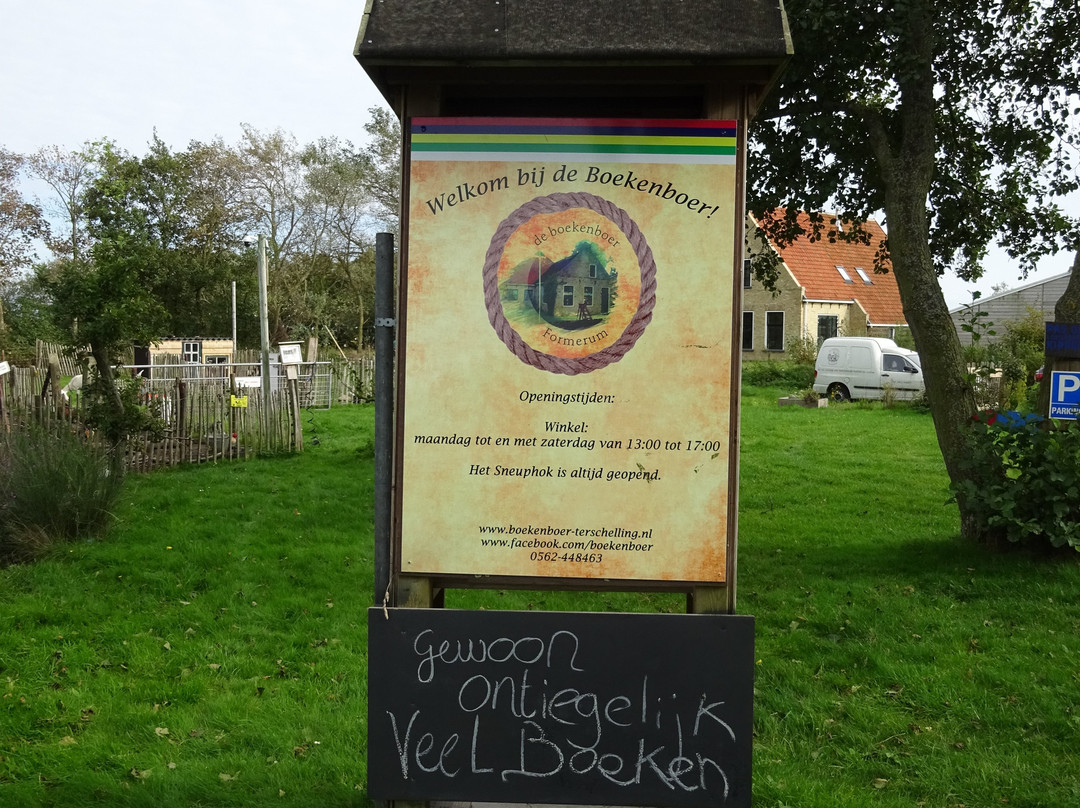 Welkom bij de Boekenboer!
de boekenboer
Formerum
Openingstijden:
Winkel:
maandag tot en met zaterdag van 13:00 tot 17:00
Het Sneuphok is altijd geopend.
www.boekenboer-terschelling.nl
www.facebook.com/boekenboer
0562-448463
Gewoon
ontiegelijk
Veel Boeken
P